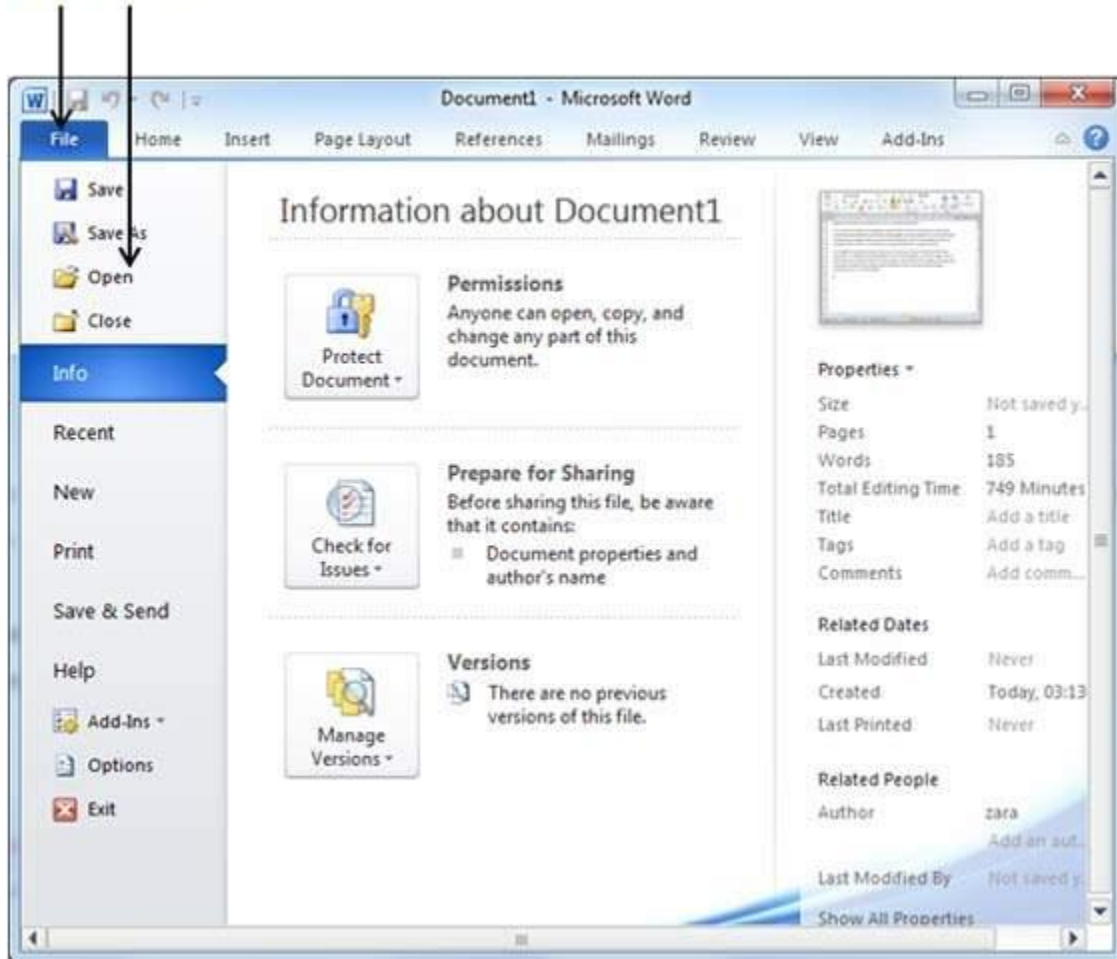 Document1 - Microsoft Word
File Home Insert Page Layout References Mailings Review View Add-Ins
Save
Save As
Open
Close
Info
Recent
New
Print
Save & Send
Help
Add-Ins
Options
Exit
Information about Document1
Protect
Document
Permissions
Anyone can open, copy, and
change any part of this
document.
Check for
Issues
Prepare for Sharing
Before sharing this file, be aware
that it contains:
Document properties and
author's name
Manage
Versions
Versions
There are no previous
versions of this file.
Properties
Size Not saved y...
Pages 1
Words 185
Total Editing Time 749 Minutes
Title Add a title
Tags Add a tag
Comments Add comm...
Related Dates
Last Modified Never
Created Today, 03:13
Last Printed Never
Related People
Author zara
Add an aut...
Last Modified By Not saved y...
Show All Properties